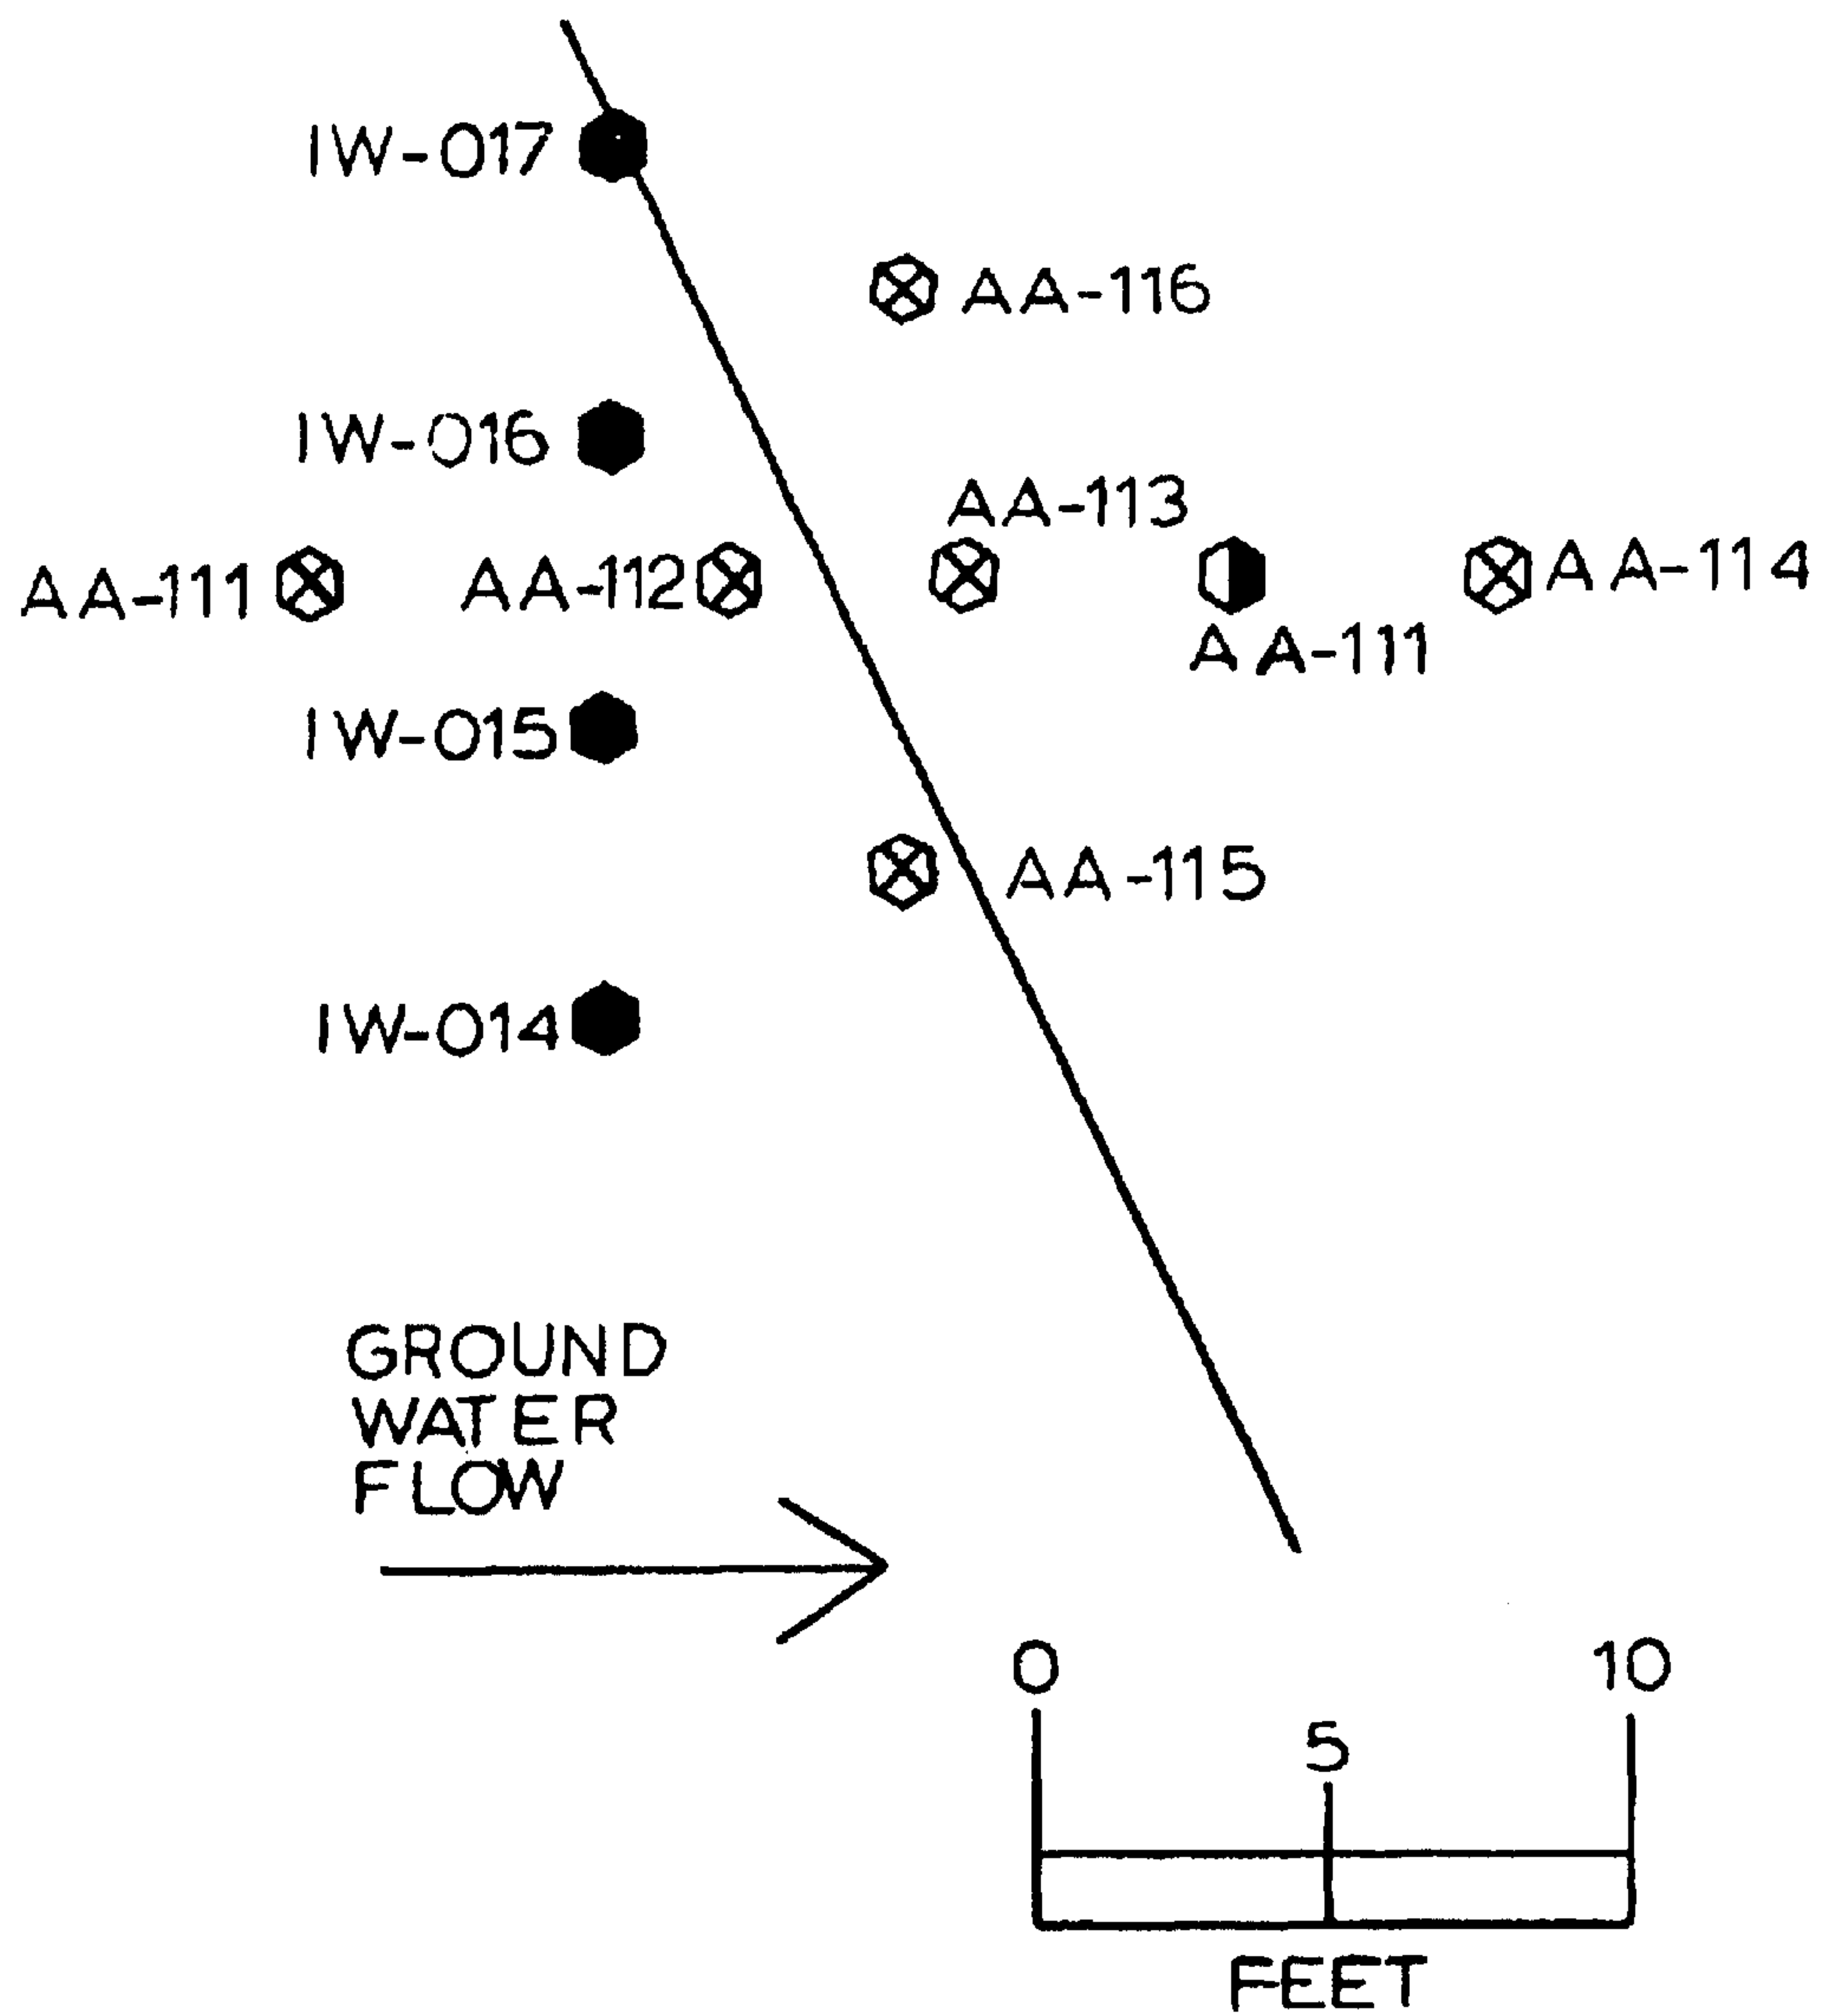 IW-017
AA-116
IW-016
AA-113
AA-111
AA-112
AA-114
AA-111
IW-015
AA-115
IW-014
GROUND
WATER
FLOW
0
10
5
FEET